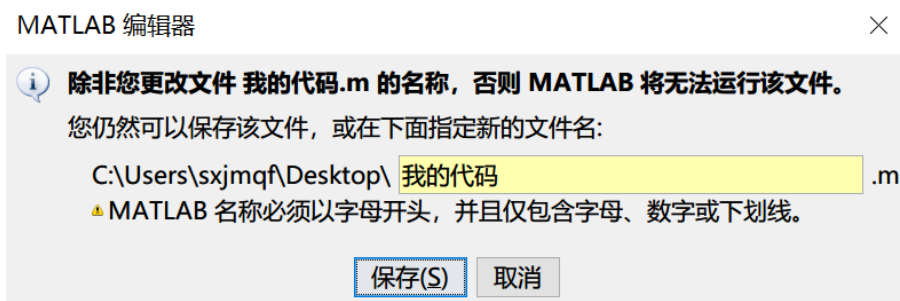 MATLAB 编辑器
除非您更改文件 我的代码.m 的名称，否则 MATLAB 将无法运行该文件。
您仍然可以保存该文件，或在下面指定新的文件名:
C:\Users\sxjmqf\Desktop\ 我的代码 .m
MATLAB 名称必须以字母开头，并且仅包含字母、数字或下划线。
保存(S) 取消